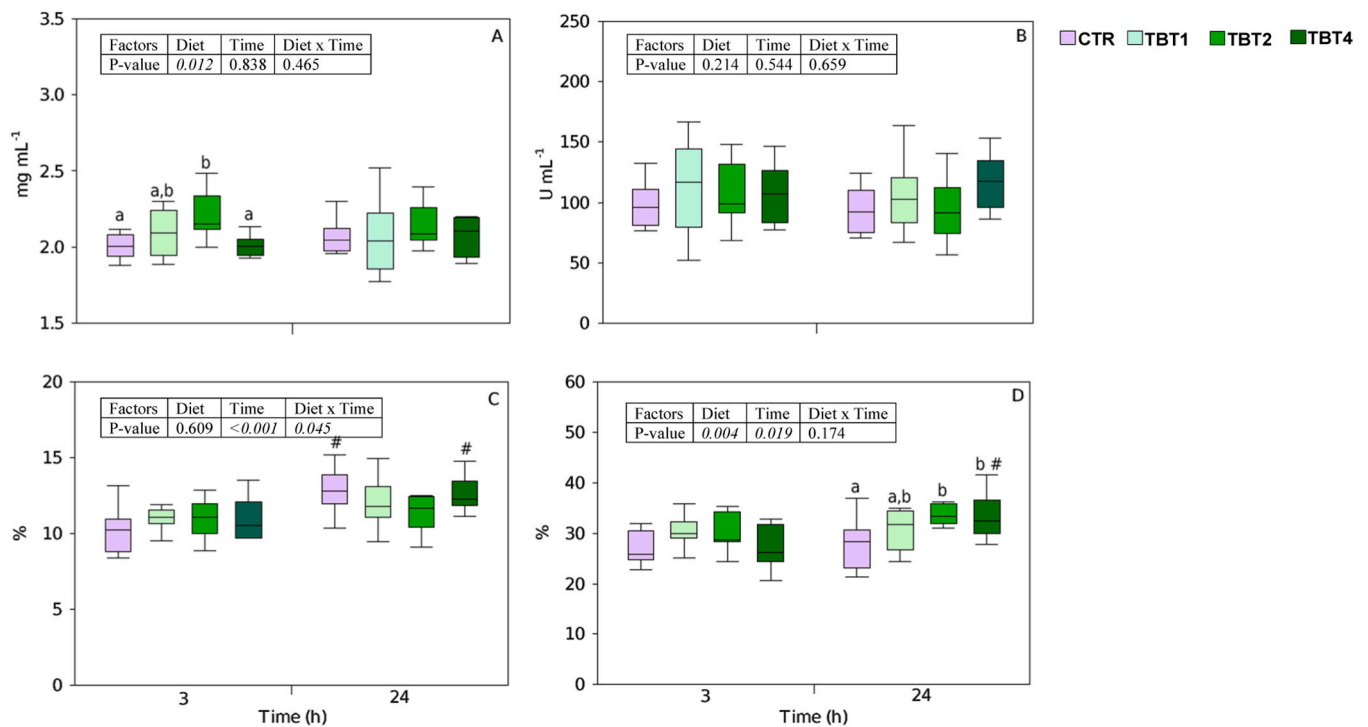 CTR TBT1 TBT2 TBT4
A
Factors Diet Time Diet x Time
P-value 0.012 0.838 0.465
3.5
3.0
2.5
2.0
1.5
mg mL⁻¹
a a,b b a
B
Factors Diet Time Diet x Time
P-value 0.214 0.544 0.659
250
200
150
100
50
0
U mL⁻¹
C
Factors Diet Time Diet x Time
P-value 0.609 <0.001 0.045
20
15
10
5
0
%
# #
3 24
Time (h)
D
Factors Diet Time Diet x Time
P-value 0.004 0.019 0.174
60
50
40
30
20
10
0
%
a a,b b b #
3 24
Time (h)